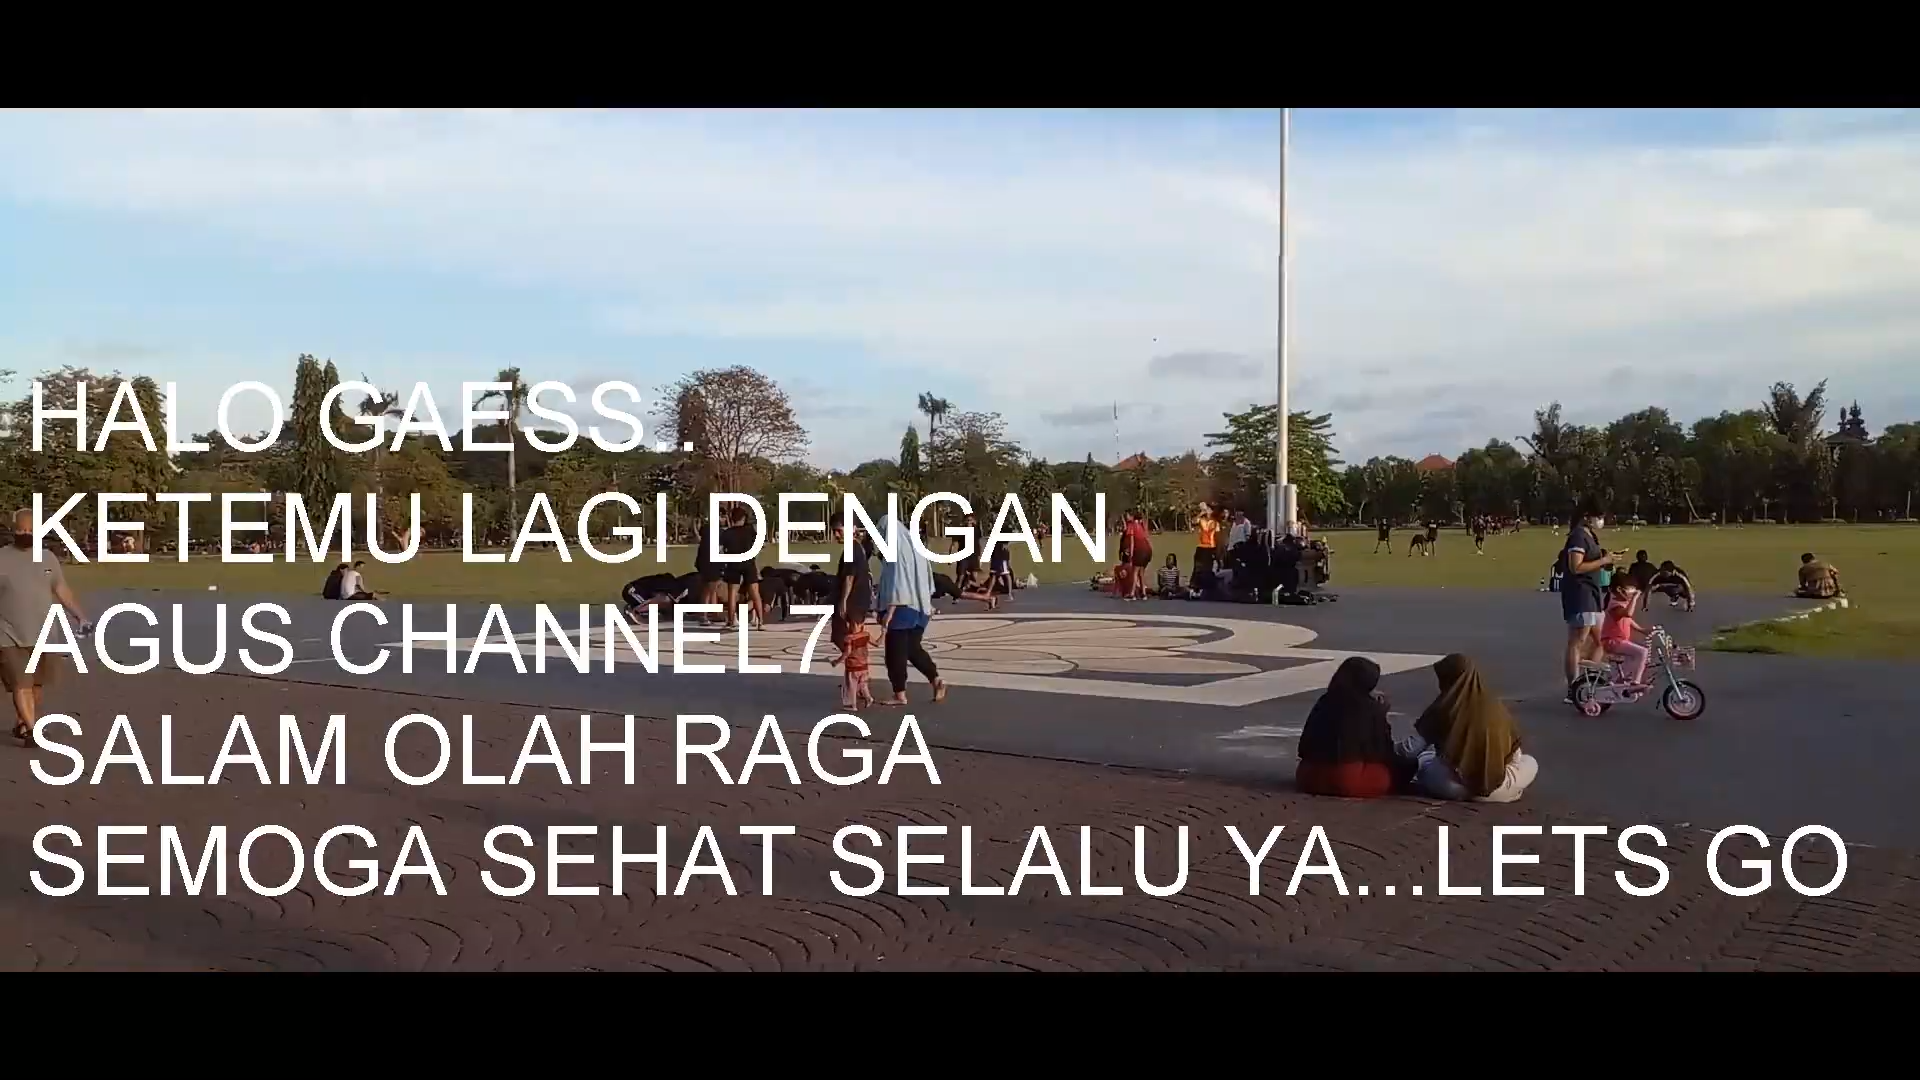 HALO GAESS..
KETEMU LAGI DENGAN
AGUS CHANNEL7
SALAM OLAH RAGA
SEMOGA SEHAT SELALU YA...LETS GO